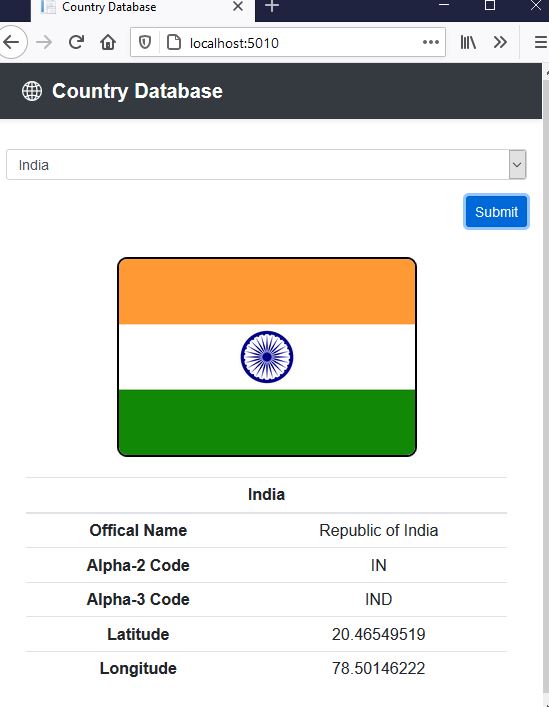 Country Database
localhost:5010
Country Database
India
Submit
India
Offical Name Republic of India
Alpha-2 Code IN
Alpha-3 Code IND
Latitude 20.46549519
Longitude 78.50146222